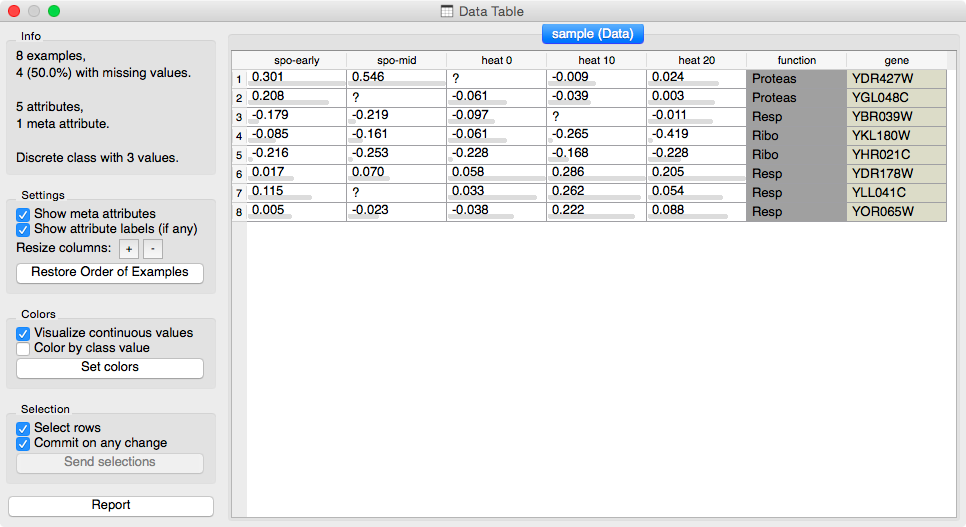 Data Table
Info
8 examples,
4 (50.0%) with missing values.
5 attributes,
1 meta attribute.
Discrete class with 3 values.
Settings
Show meta attributes
Show attribute labels (if any)
Resize columns: + -
Restore Order of Examples
Colors
Visualize continuous values
Color by class value
Set colors
Selection
Select rows
Commit on any change
Send selections
Report
sample (Data)
spo-early spo-mid heat 0 heat 10 heat 20 function gene
1 0.301 0.546 ? -0.009 0.024 Proteas YDR427W
2 0.208 ? -0.061 -0.039 0.003 Proteas YGL048C
3 -0.179 -0.219 -0.097 ? -0.011 Resp YBR039W
4 -0.085 -0.161 -0.061 -0.265 -0.419 Ribo YKL180W
5 -0.216 -0.253 -0.228 -0.168 -0.228 Ribo YHR021C
6 0.017 0.070 0.058 0.286 0.205 Resp YDR178W
7 0.115 ? 0.033 0.262 0.054 Resp YLL041C
8 0.005 -0.023 -0.038 0.222 0.088 Resp YOR065W